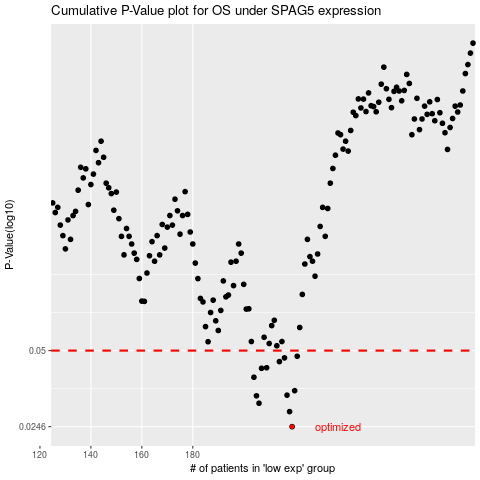 Cumulative P-Value plot for OS under SPAG5 expression
P-Value(log10)
0.05
0.0246
optimized
120 140 160 180
# of patients in 'low exp' group